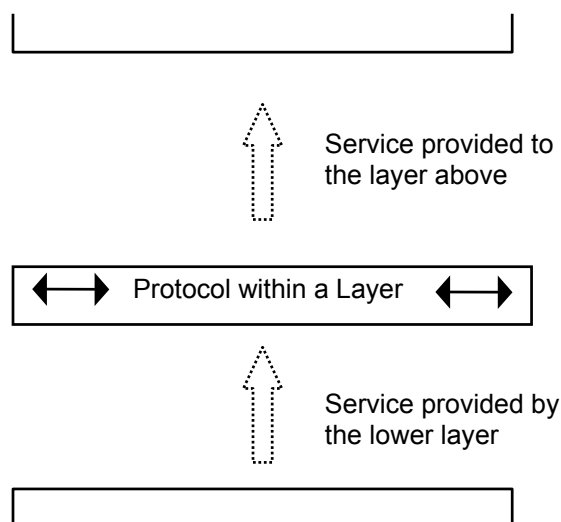 Service provided to
the layer above
Protocol within a Layer
Service provided by
the lower layer